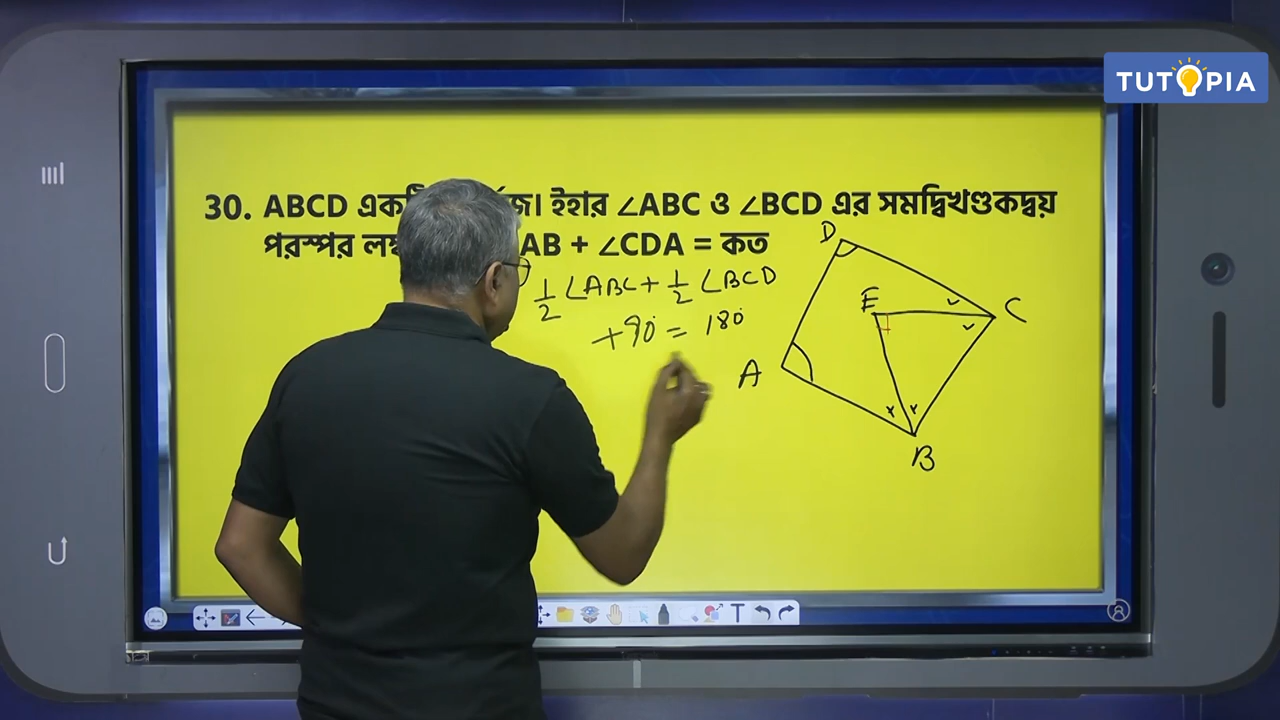 TUTOPIA
30. ABCD ইহার ∠ABC ও ∠BCD এর সমদ্বিখণ্ডকদ্বয়
পরস্পর AB + ∠CDA = কত
1/2 ∠ABC + 1/2 ∠BCD
+ 90° = 180°
D
E
C
A
B
T